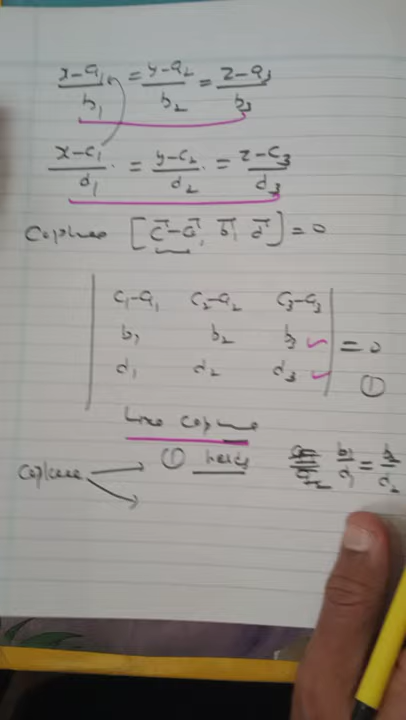 x-a₁/b₁ = y-a₂/b₂ = z-a₃/b₃
x-c₁/d₁ = y-c₂/d₂ = z-c₃/d₃
Coplanar [c⃗-a⃗, b⃗, d⃗] = 0
c₁-a₁ c₂-a₂ c₃-a₃
b₁ b₂ b₃ = 0
d₁ d₂ d₃ ①
Lines coplanar
① holds b₁/d₁ = b₂/d₂
Coplanar